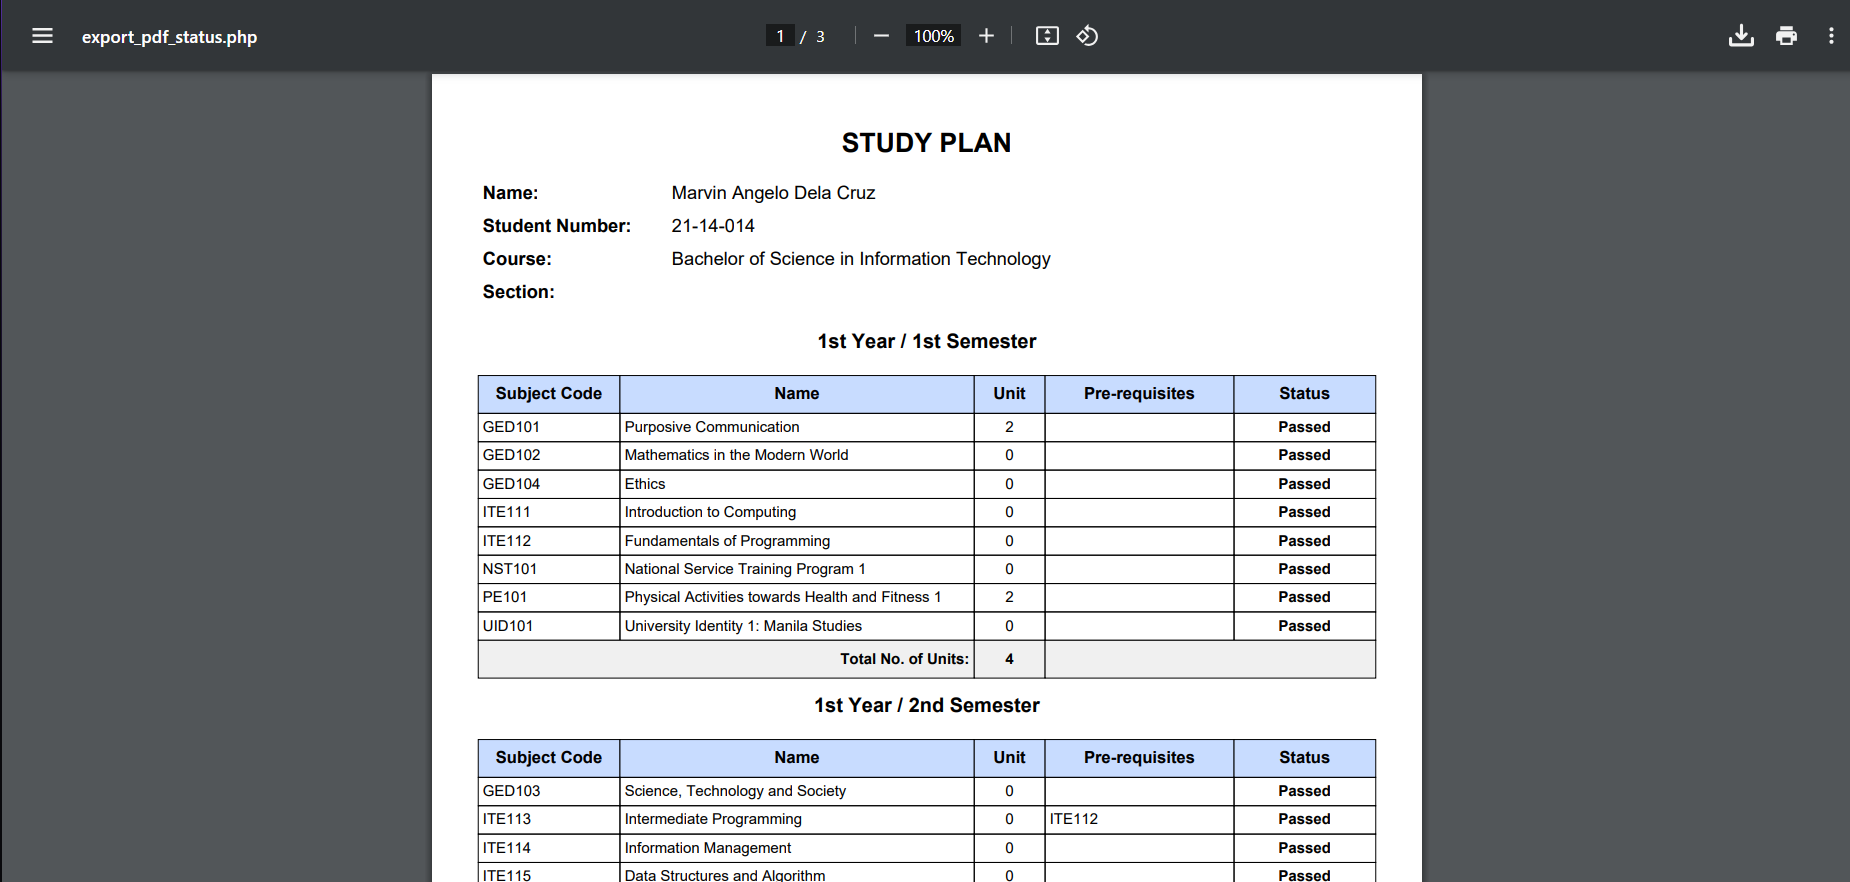 export_pdf_status.php
1 / 3
100%
STUDY PLAN
Name: Marvin Angelo Dela Cruz
Student Number: 21-14-014
Course: Bachelor of Science in Information Technology
Section:
1st Year / 1st Semester
Subject Code Name Unit Pre-requisites Status
GED101 Purposive Communication 2 Passed
GED102 Mathematics in the Modern World 0 Passed
GED104 Ethics 0 Passed
ITE111 Introduction to Computing 0 Passed
ITE112 Fundamentals of Programming 0 Passed
NST101 National Service Training Program 1 0 Passed
PE101 Physical Activities towards Health and Fitness 1 2 Passed
UID101 University Identity 1: Manila Studies 0 Passed
Total No. of Units: 4
1st Year / 2nd Semester
Subject Code Name Unit Pre-requisites Status
GED103 Science, Technology and Society 0 Passed
ITE113 Intermediate Programming 0 ITE112 Passed
ITE114 Information Management 0 Passed
ITE115 Data Structures and Algorithm 0 Passed